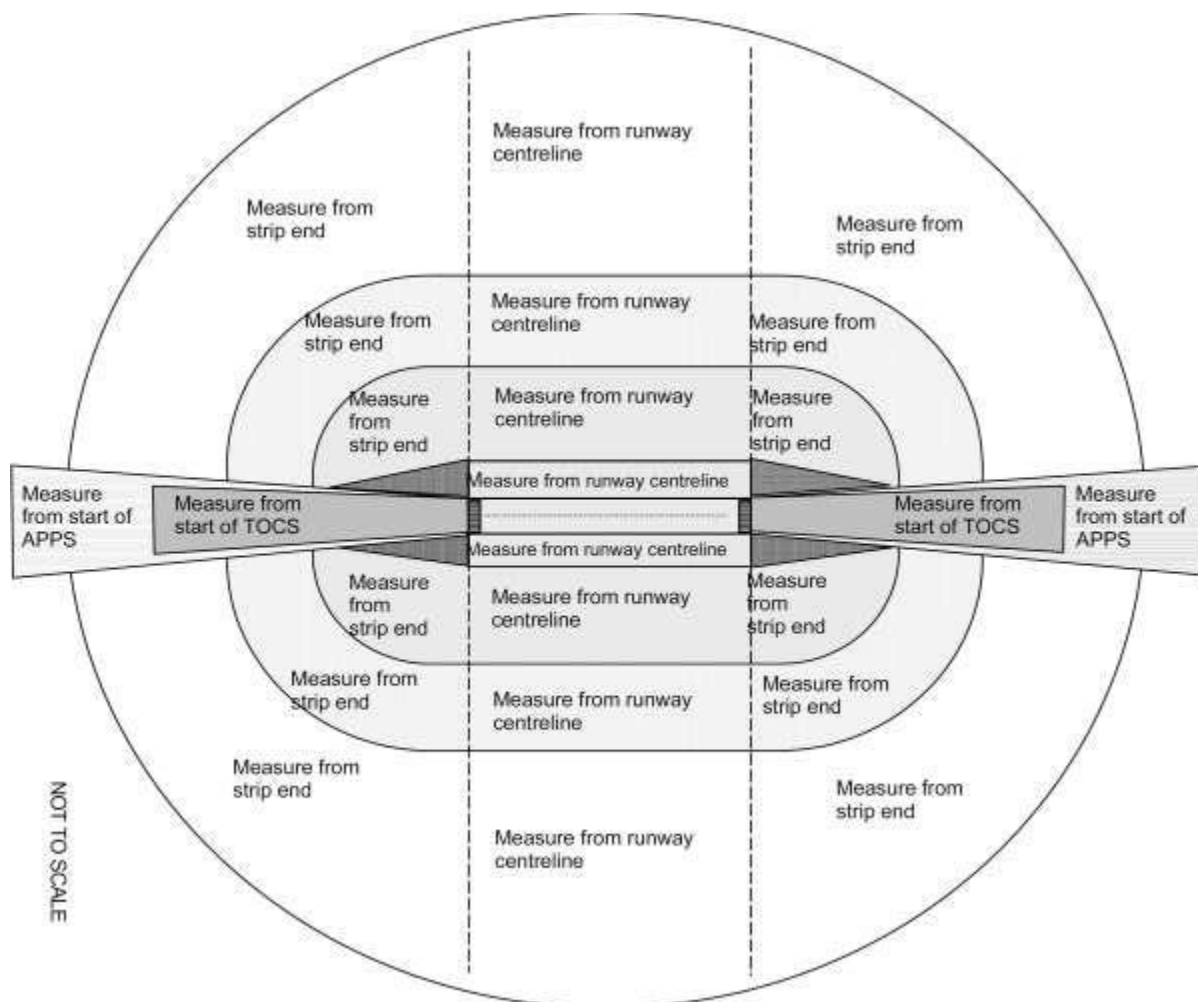 Measure from runway
centreline
Measure from
strip end
Measure from
strip end
Measure from runway
centreline
Measure from
strip end
Measure from
strip end
Measure from runway
centreline
Measure
from
strip end
Measure
from
strip end
Measure from runway centreline
Measure
from start of
APPS
Measure from
start of TOCS
Measure from
start of TOCS
Measure
from start of
APPS
Measure from runway centreline
Measure
from
strip end
Measure from runway
centreline
Measure
from
strip end
Measure from
strip end
Measure from runway
centreline
Measure from
strip end
Measure from
strip end
Measure from
strip end
Measure from runway
centreline
NOT TO SCALE